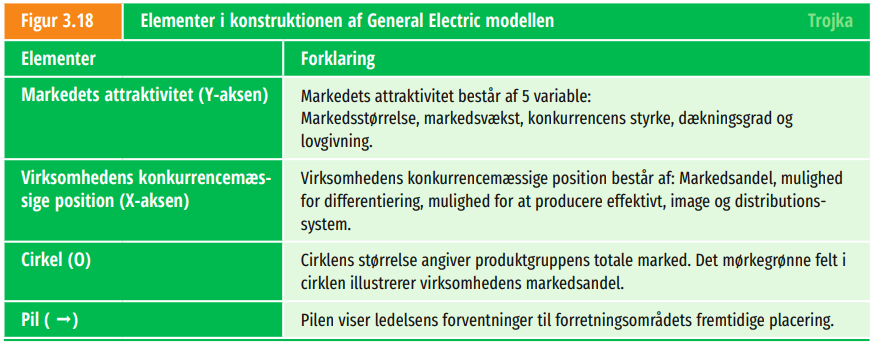 Figur 3.18 Elementer i konstruktionen af General Electric modellen Trojka
Elementer Forklaring
Markedets attraktivitet (Y-aksen) Markedets attraktivitet består af 5 variable:
Markedsstørrelse, markedsvækst, konkurrencens styrke, dækningsgrad og
lovgivning.
Virksomhedens konkurrencemæs- Virksomhedens konkurrencemæssige position består af: Markedsandel, mulighed
sige position (X-aksen) for differentiering, mulighed for at producere effektivt, image og distributions-
system.
Cirkel (O) Cirklens størrelse angiver produktgruppens totale marked. Det mørkegrønne felt i
cirklen illustrerer virksomhedens markedsandel.
Pil ( → ) Pilen viser ledelsens forventninger til forretningsområdets fremtidige placering.